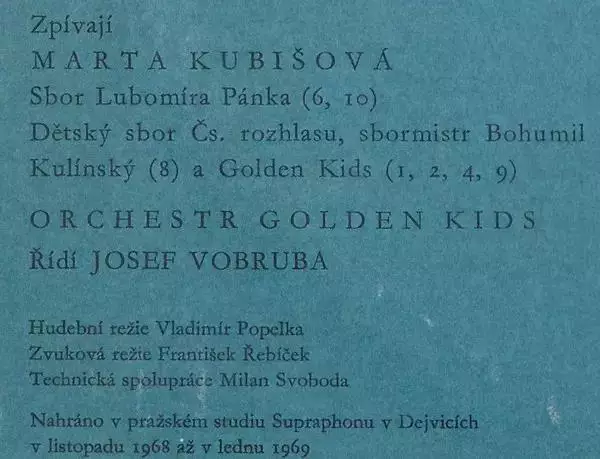 Zpívají
MARTA KUBIŠOVÁ
Sbor Lubomíra Pánka (6, 10)
Dětský sbor Čs. rozhlasu, sbormistr Bohumil
Kulínský (8) a Golden Kids (1, 2, 4, 9)
ORCHESTR GOLDEN KIDS
Řídí JOSEF VOBRUBA
Hudební režie Vladimír Popelka
Zvuková režie František Řebíček
Technická spolupráce Milan Svoboda
Nahráno v pražském studiu Supraphonu v Dejvicích
v listopadu 1968 až v lednu 1969